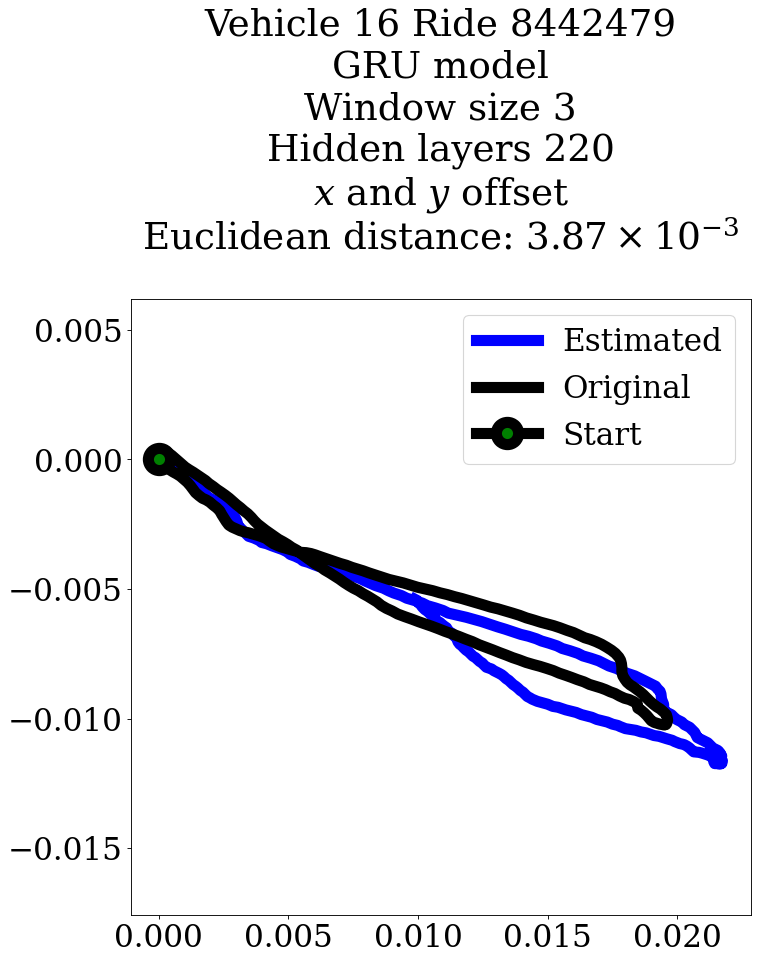 Vehicle 16 Ride 8442479
GRU model
Window size 3
Hidden layers 220
x and y offset
Euclidean distance: 3.87 × 10⁻³
Estimated
Original
Start
0.005
0.000
−0.005
−0.010
−0.015
0.000 0.005 0.010 0.015 0.020